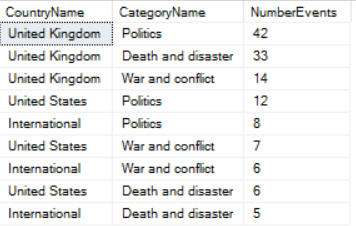 CountryName CategoryName NumberEvents
United Kingdom Politics 42
United Kingdom Death and disaster 33
United Kingdom War and conflict 14
United States Politics 12
International Politics 8
United States War and conflict 7
International War and conflict 6
United States Death and disaster 6
International Death and disaster 5